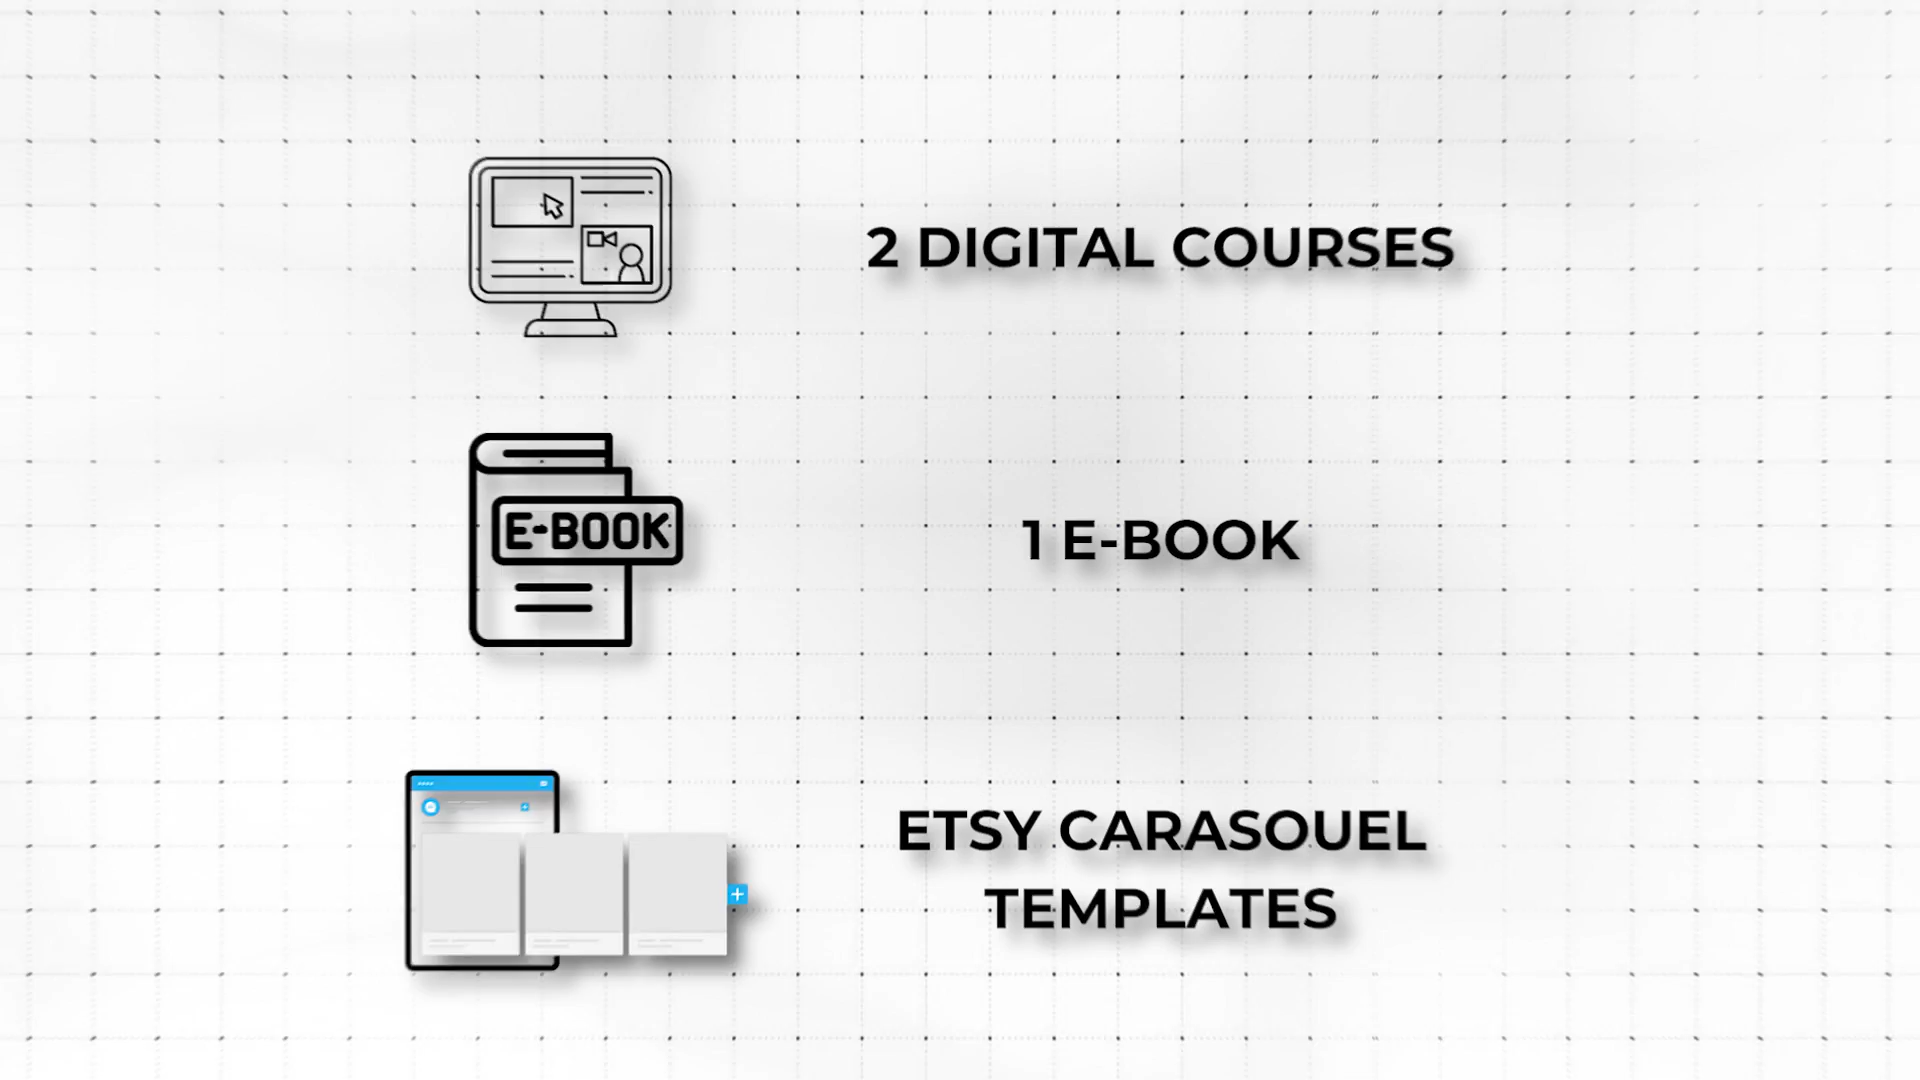 2 DIGITAL COURSES
E-BOOK
1 E-BOOK
ETSY CARASOUEL
TEMPLATES